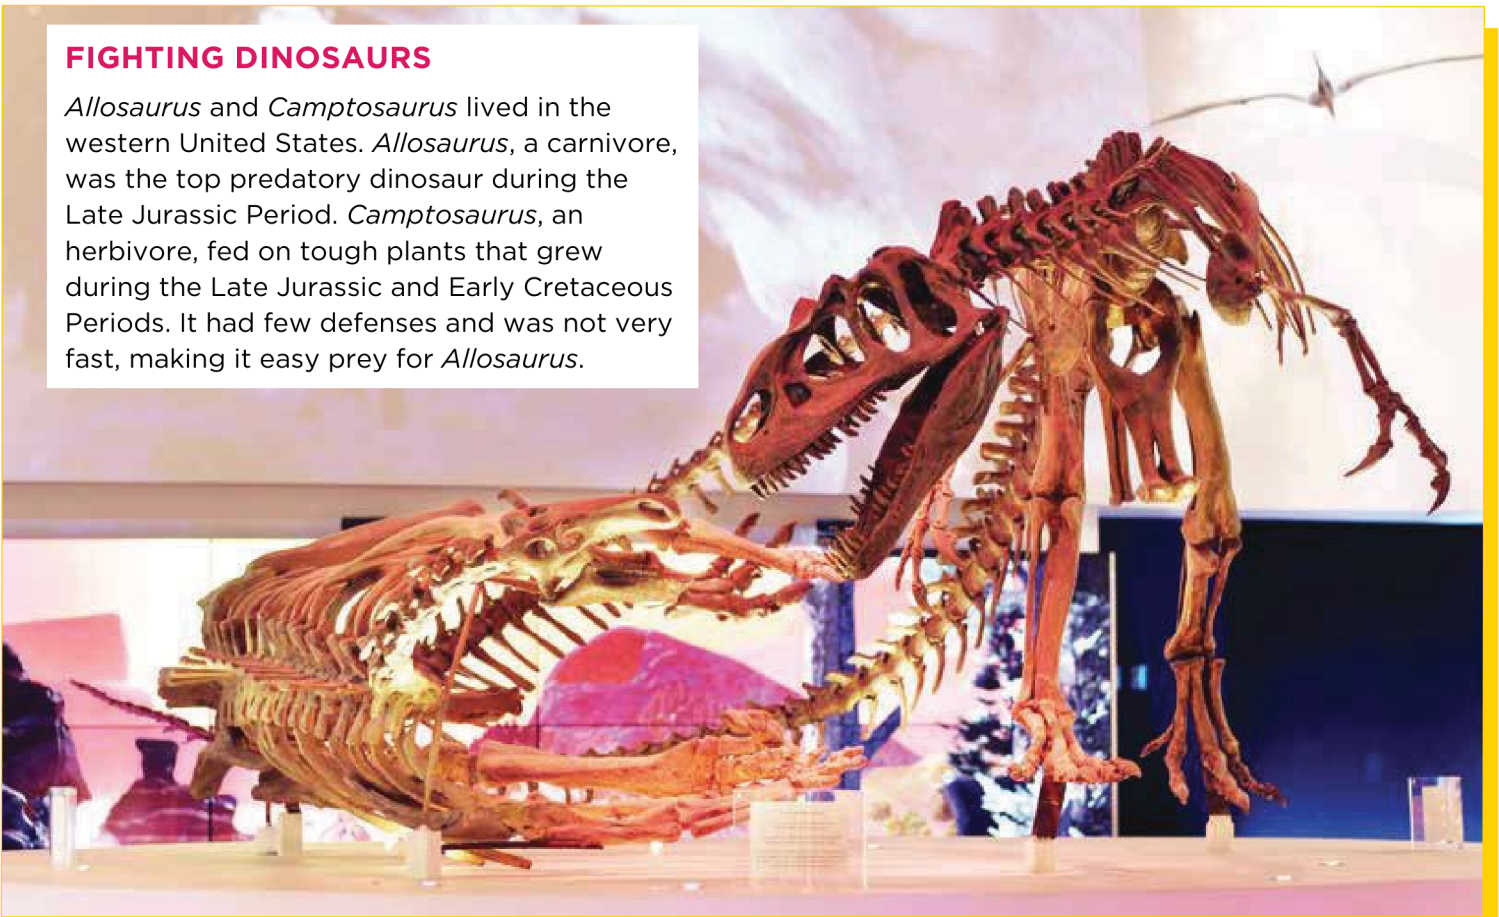 FIGHTING DINOSAURS
Allosaurus and Camptosaurus lived in the
western United States. Allosaurus, a carnivore,
was the top predatory dinosaur during the
Late Jurassic Period. Camptosaurus, an
herbivore, fed on tough plants that grew
during the Late Jurassic and Early Cretaceous
Periods. It had few defenses and was not very
fast, making it easy prey for Allosaurus.